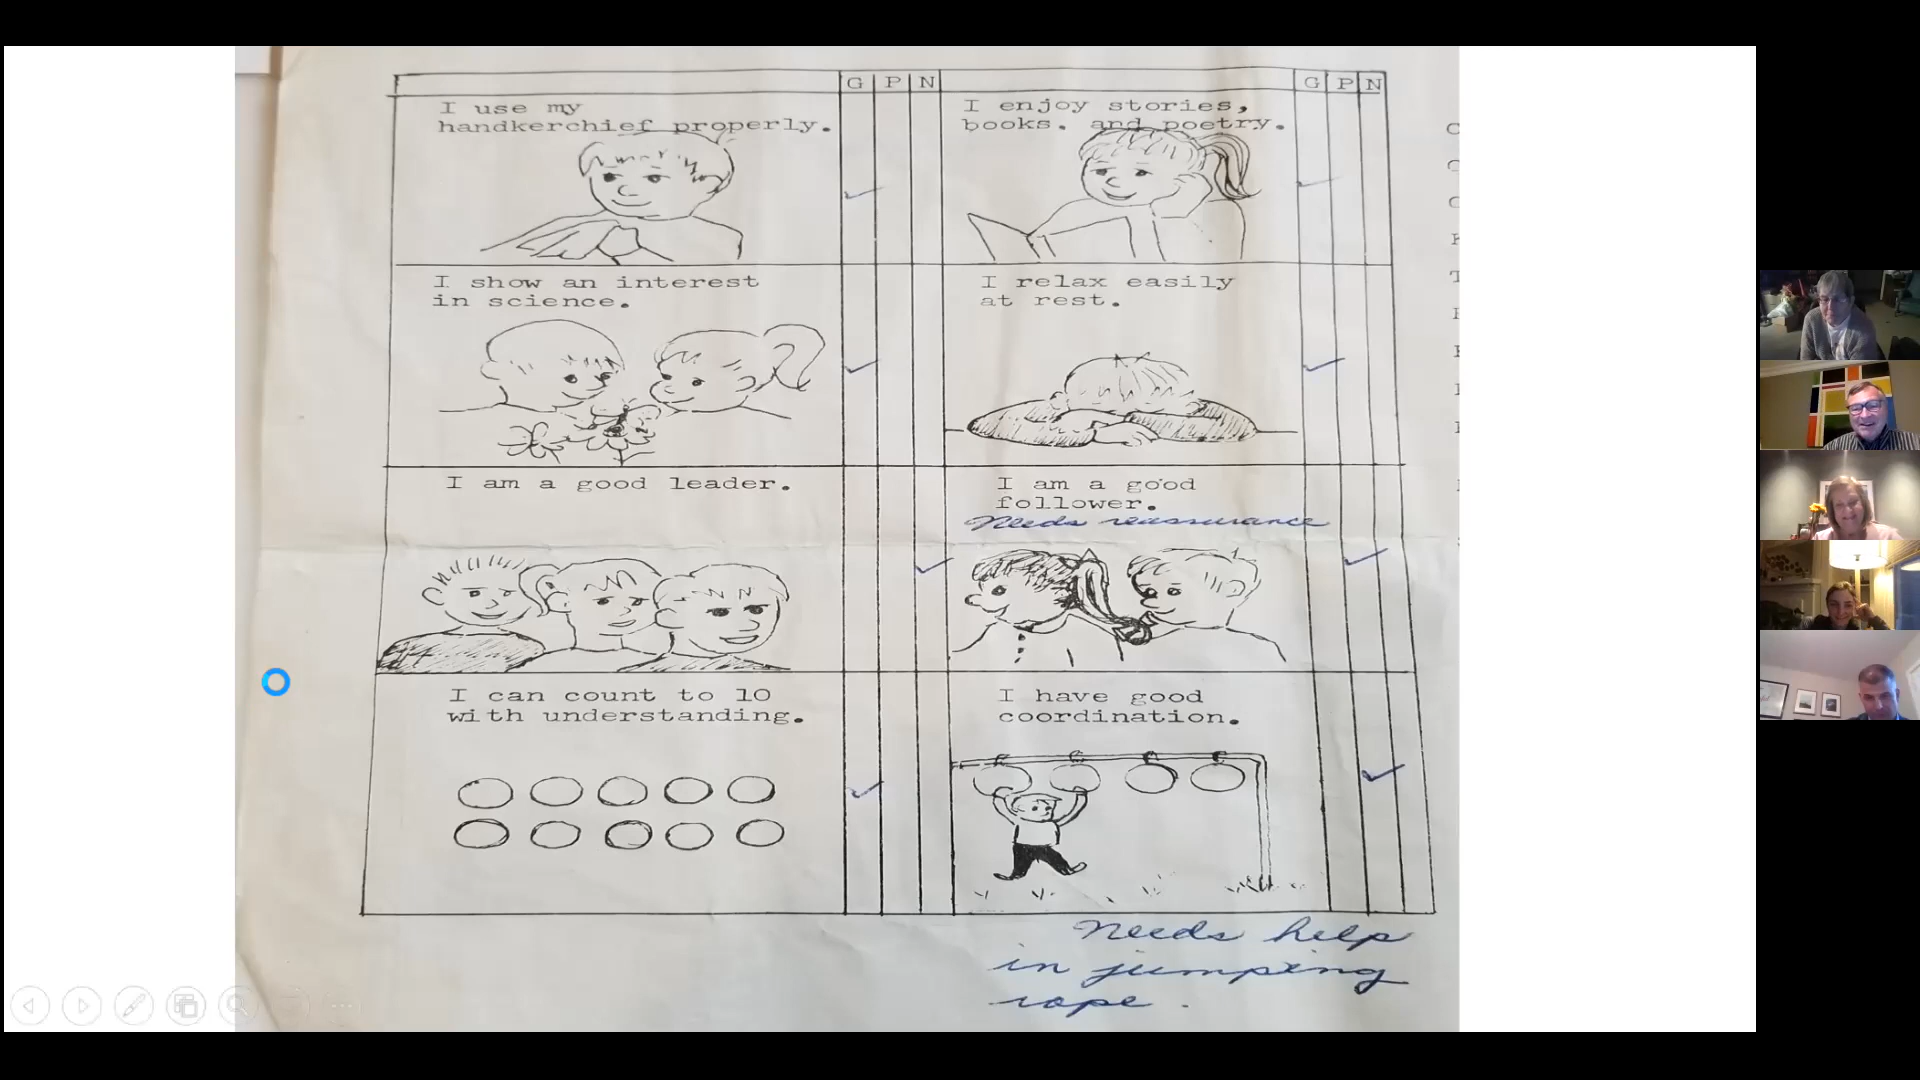 G P N
I use my
handkerchief properly.
I show an interest
in science.
I am a good leader.
I can count to 10
with understanding.
G P N
I enjoy stories,
books. and poetry.
I relax easily
at rest.
I am a good
follower.
Needs reassurance
I have good
coordination.
Needs help
in jumping
rope.